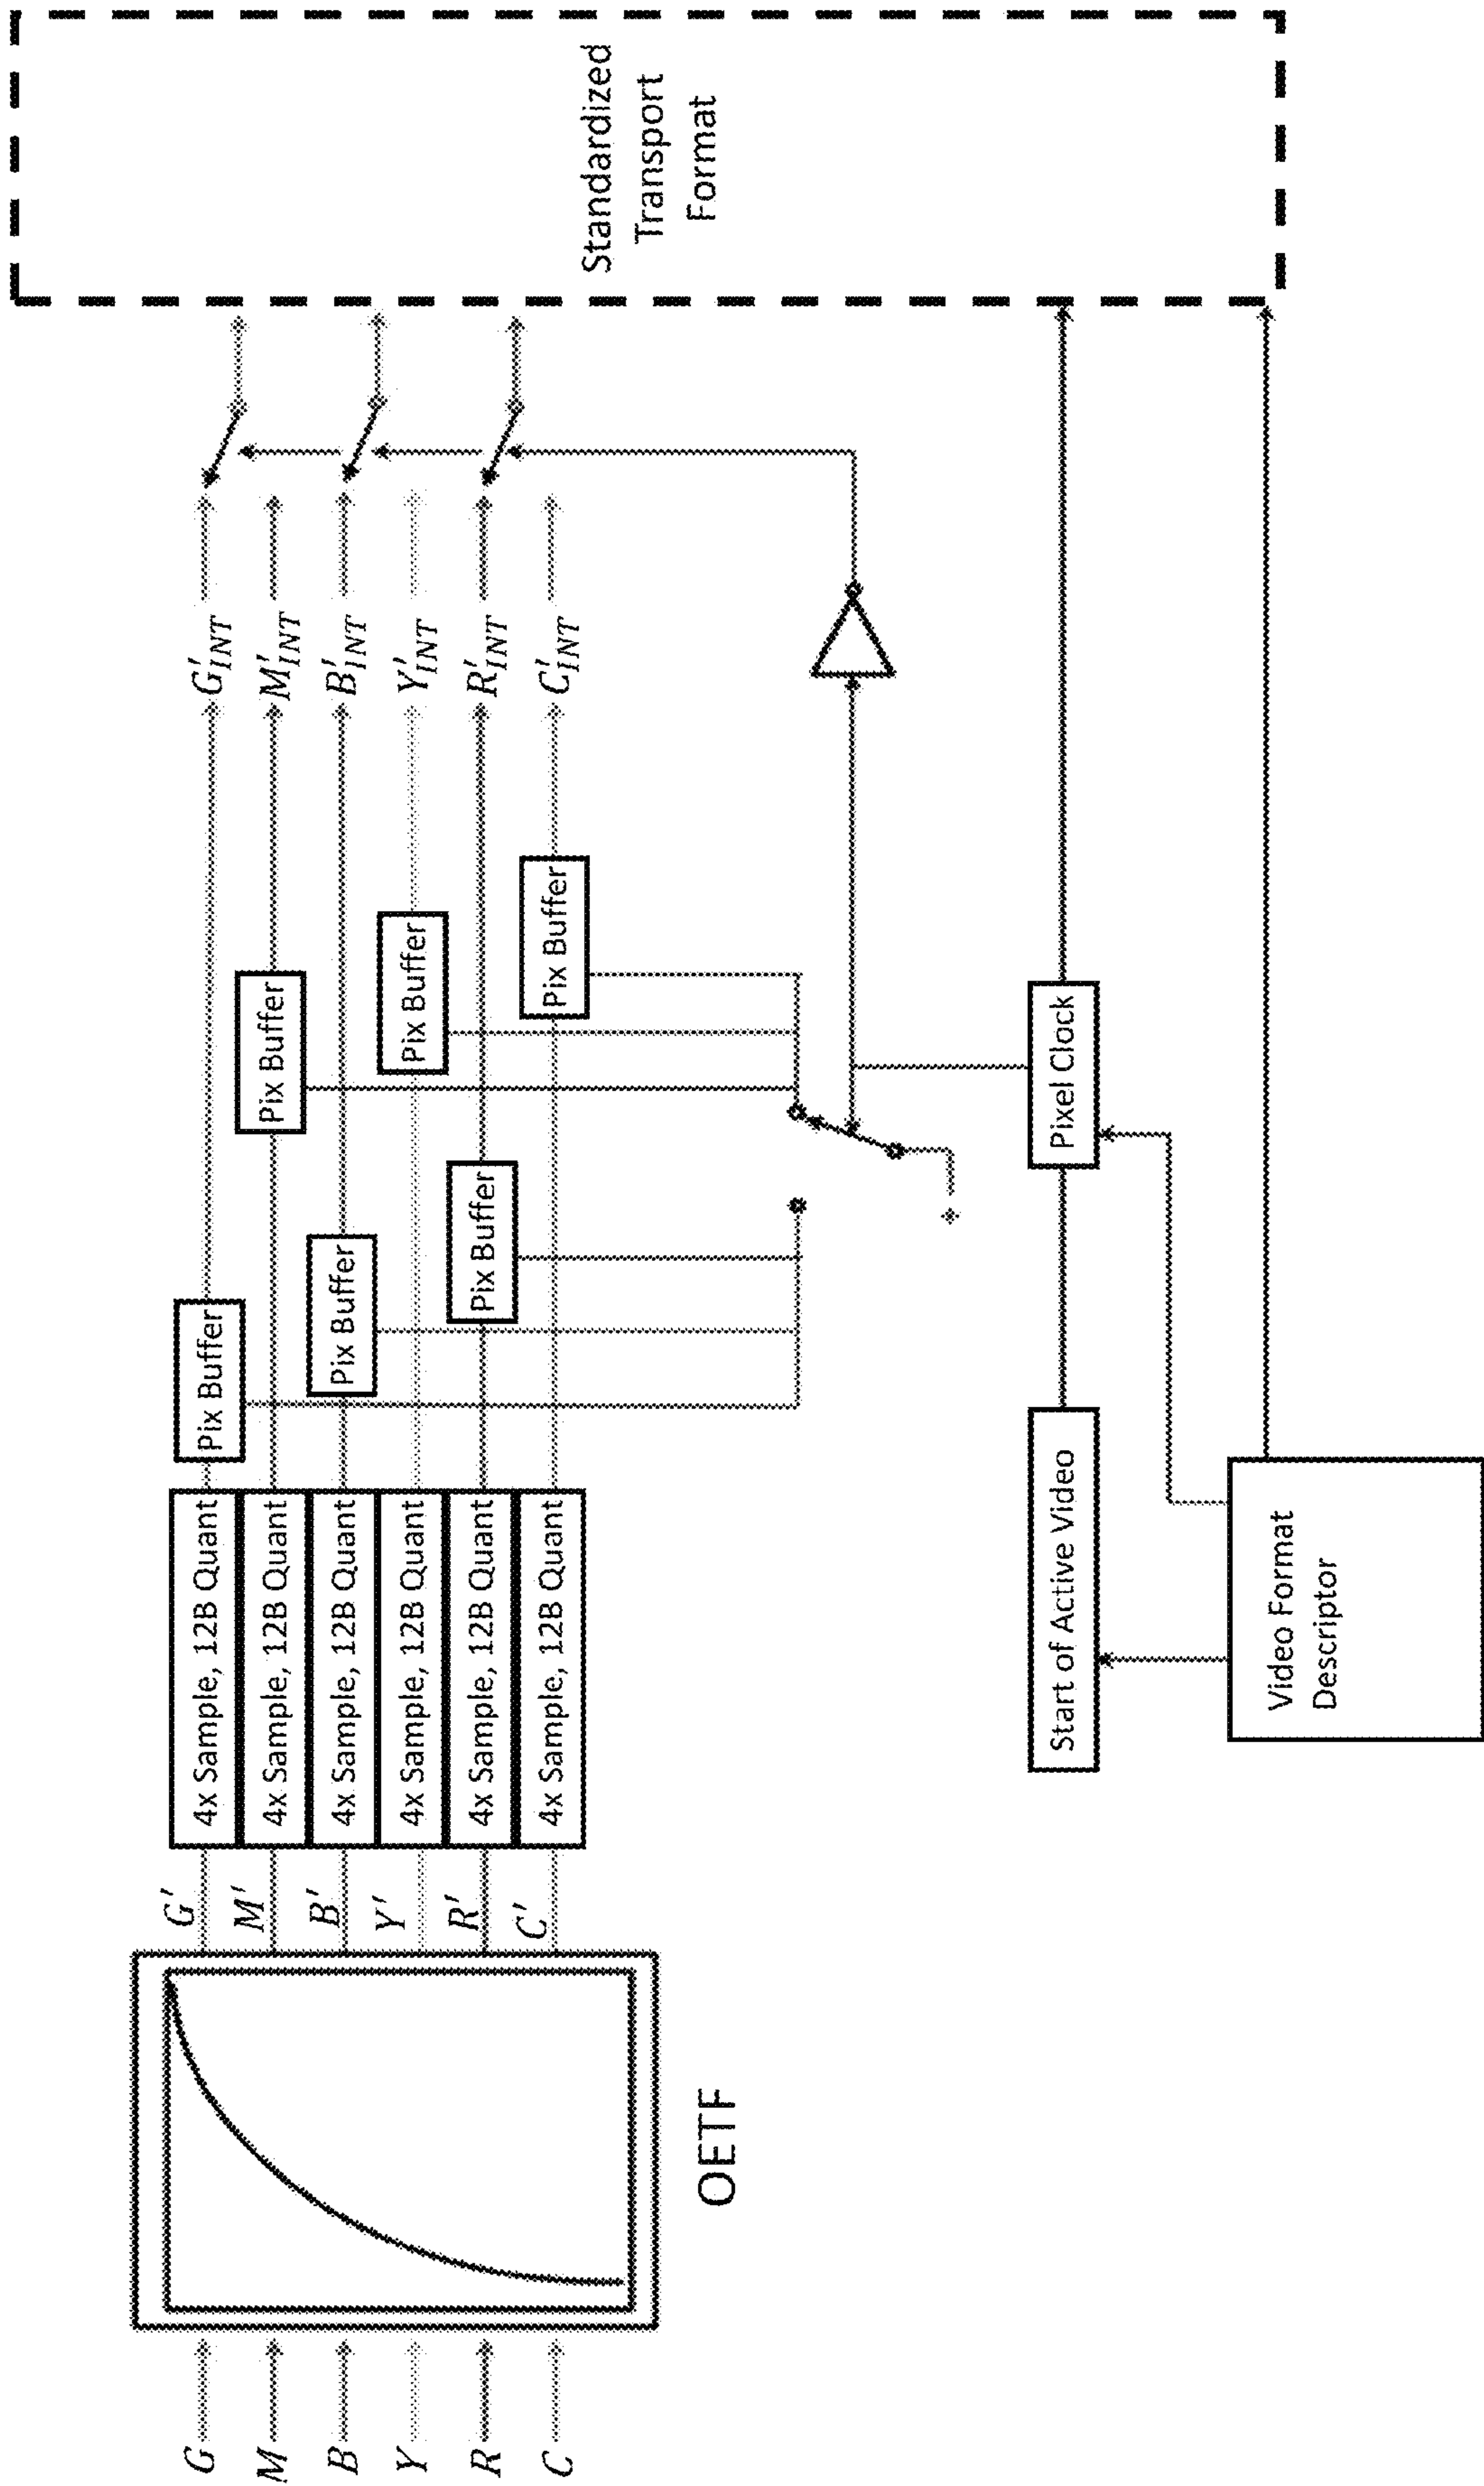 G
M
B
Y
R
C
OETF
G'
M'
B'
Y'
R'
C'
4x Sample, 12B Quant
4x Sample, 12B Quant
4x Sample, 12B Quant
4x Sample, 12B Quant
4x Sample, 12B Quant
4x Sample, 12B Quant
Pix Buffer
Pix Buffer
Pix Buffer
Pix Buffer
Pix Buffer
Pix Buffer
G'INT
M'INT
B'INT
Y'INT
R'INT
C'INT
Start of Active Video
Pixel Clock
Video Format
Descriptor
Standardized
Transport
Format